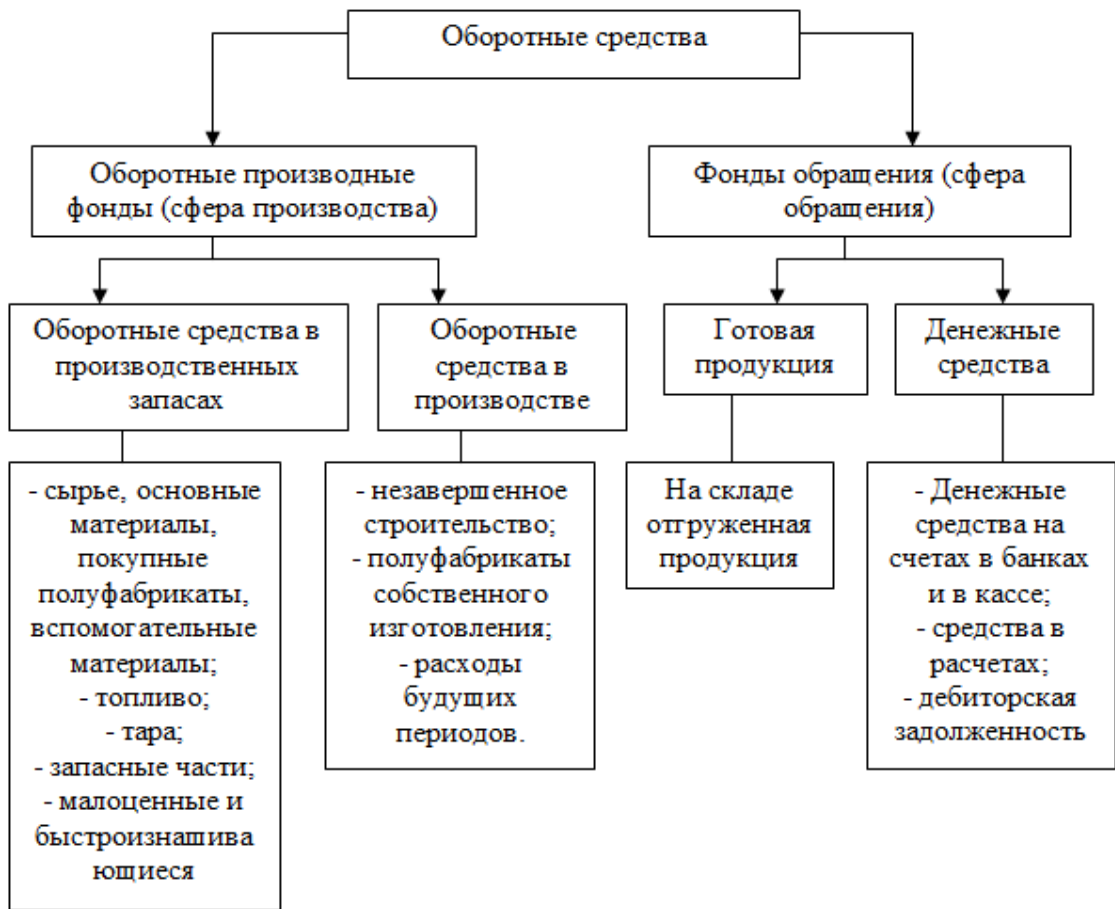 Оборотные средства
Оборотные производные
фонды (сфера производства)
Фонды обращения (сфера
обращения)
Оборотные средства в
производственных
запасах
Оборотные
средства в
производстве
Готовая
продукция
Денежные
средства
- сырье, основные
материалы,
покупные
полуфабрикаты,
вспомогательные
материалы;
- топливо;
- тара;
- запасные части;
- малоценные и
быстроизнашива
ющиеся
- незавершенное
строительство;
- полуфабрикаты
собственного
изготовления;
- расходы
будущих
периодов.
На складе
отгруженная
продукция
- Денежные
средства на
счетах в банках
и в кассе;
- средства в
расчетах;
- дебиторская
задолженность